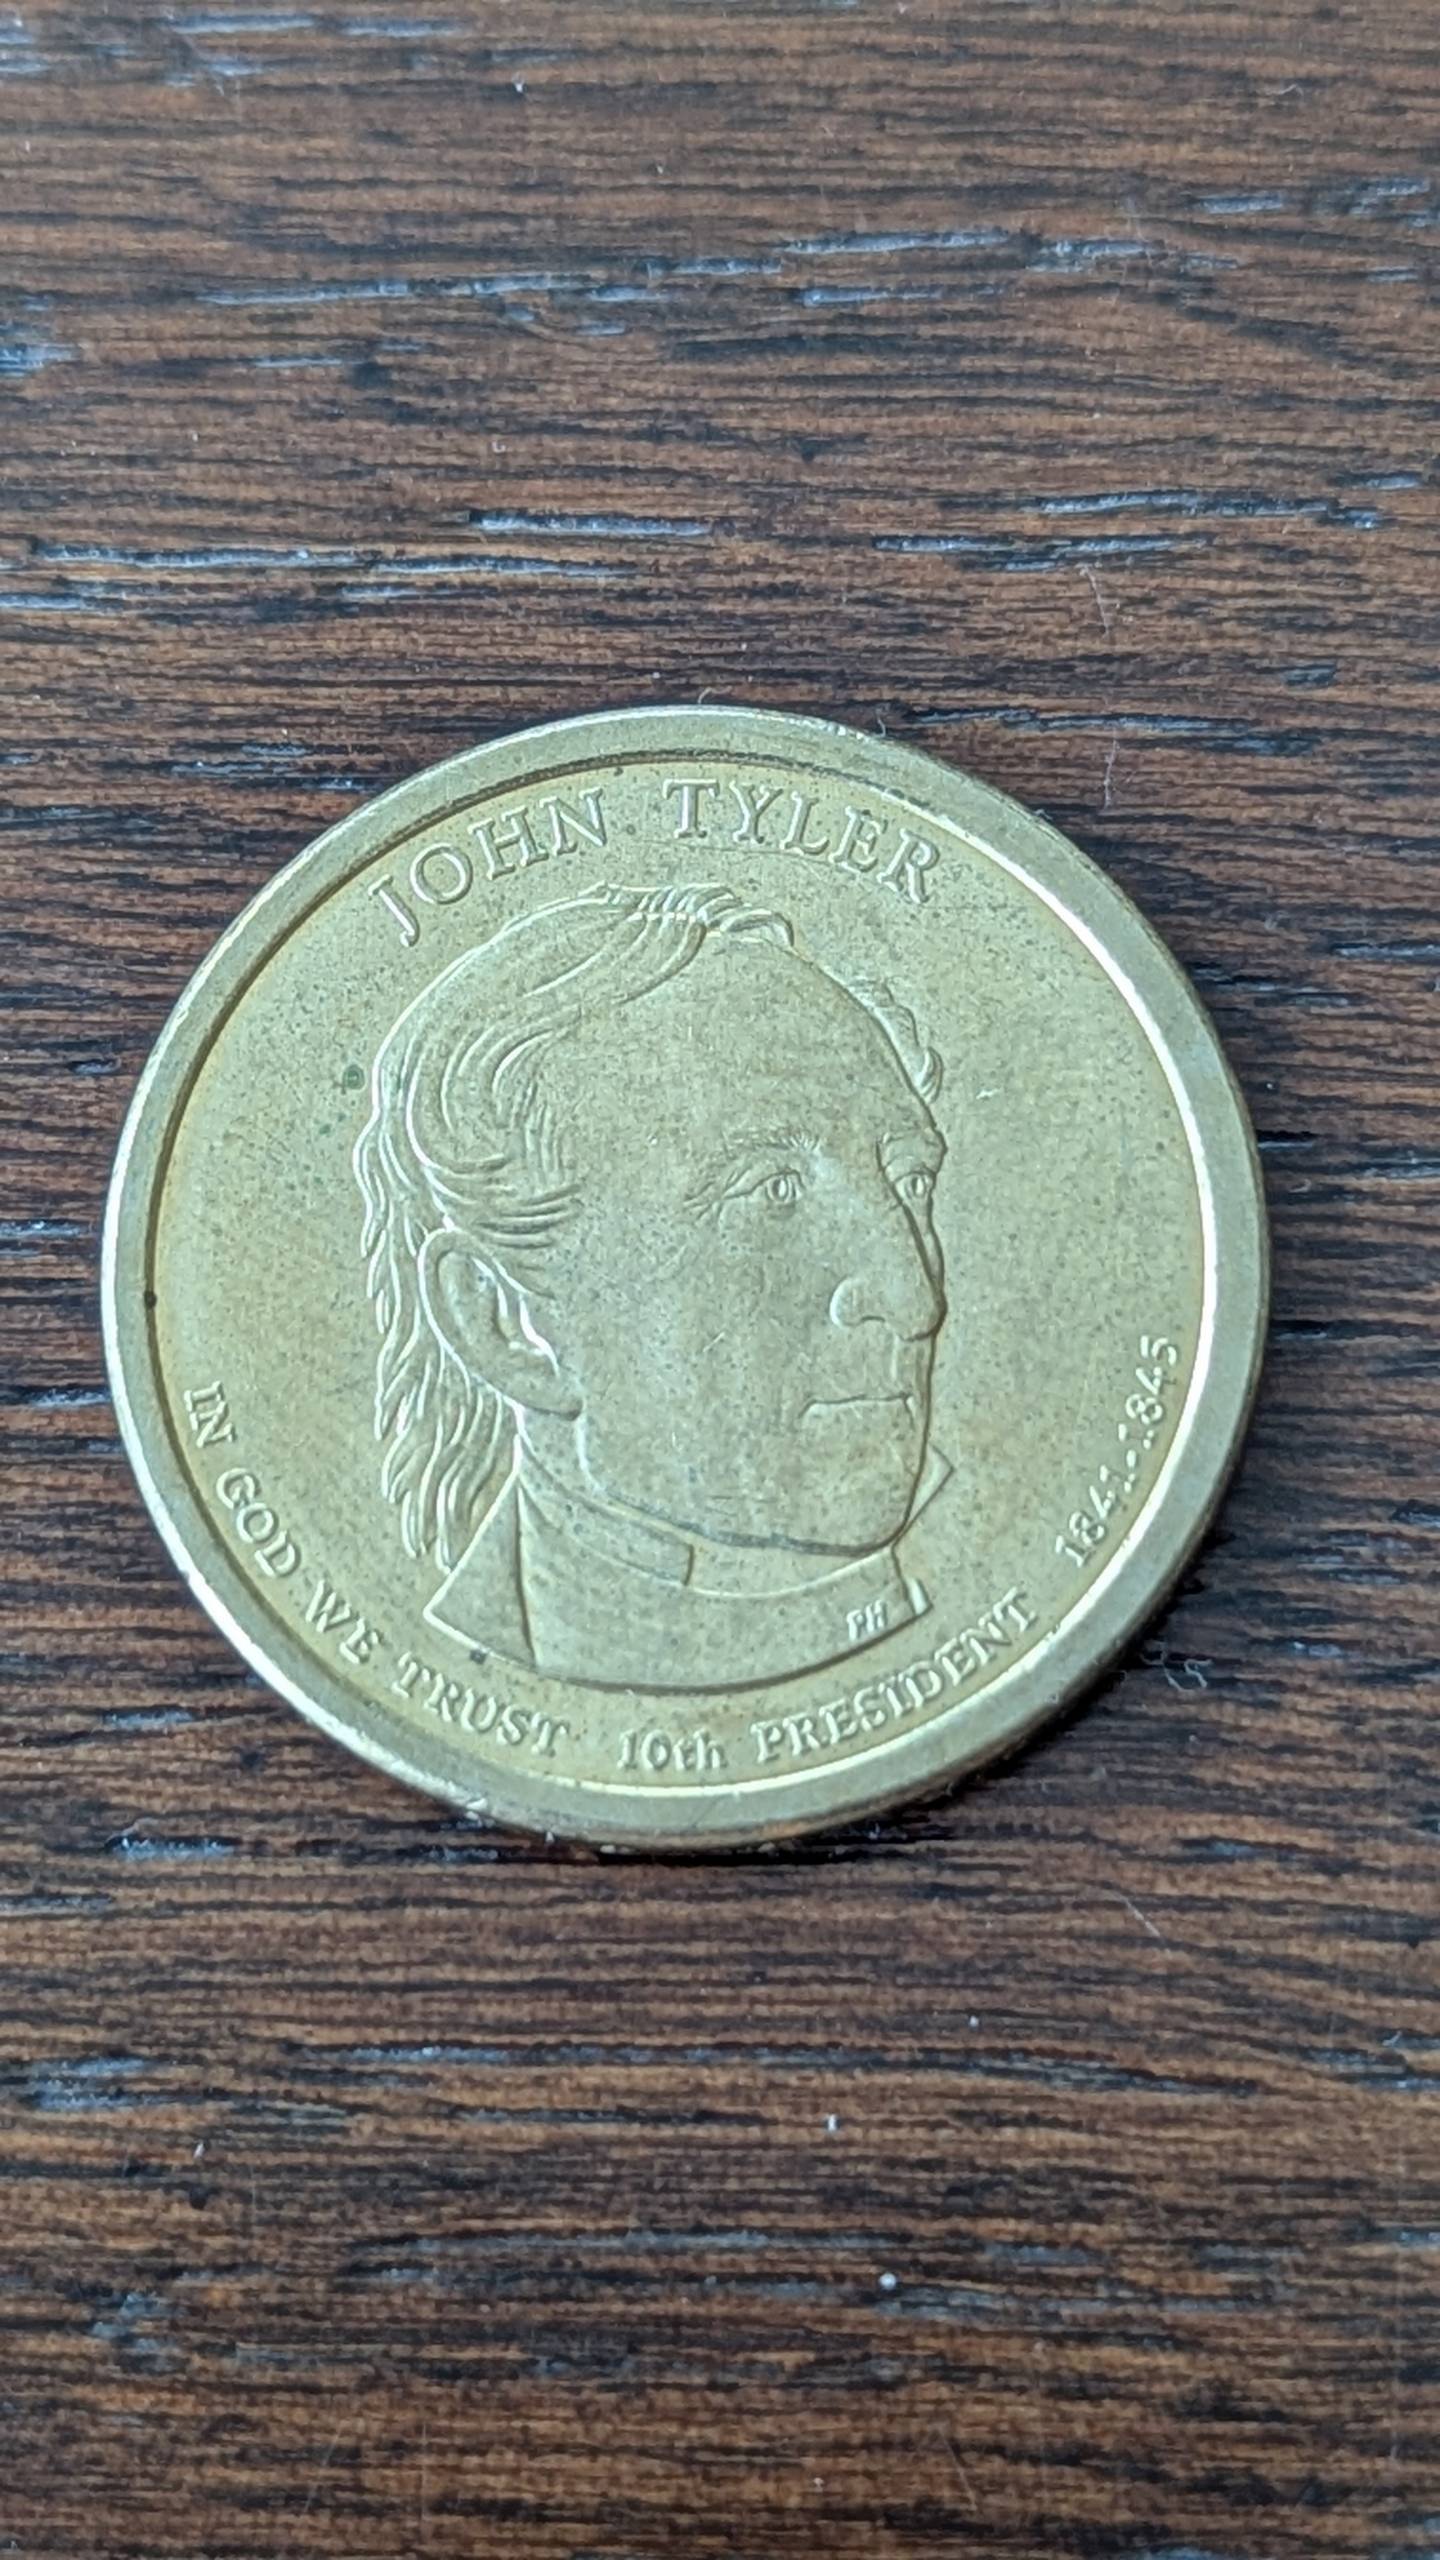 JOHN TYLER
IN GOD WE TRUST 10th PRESIDENT 1841-1845
PH